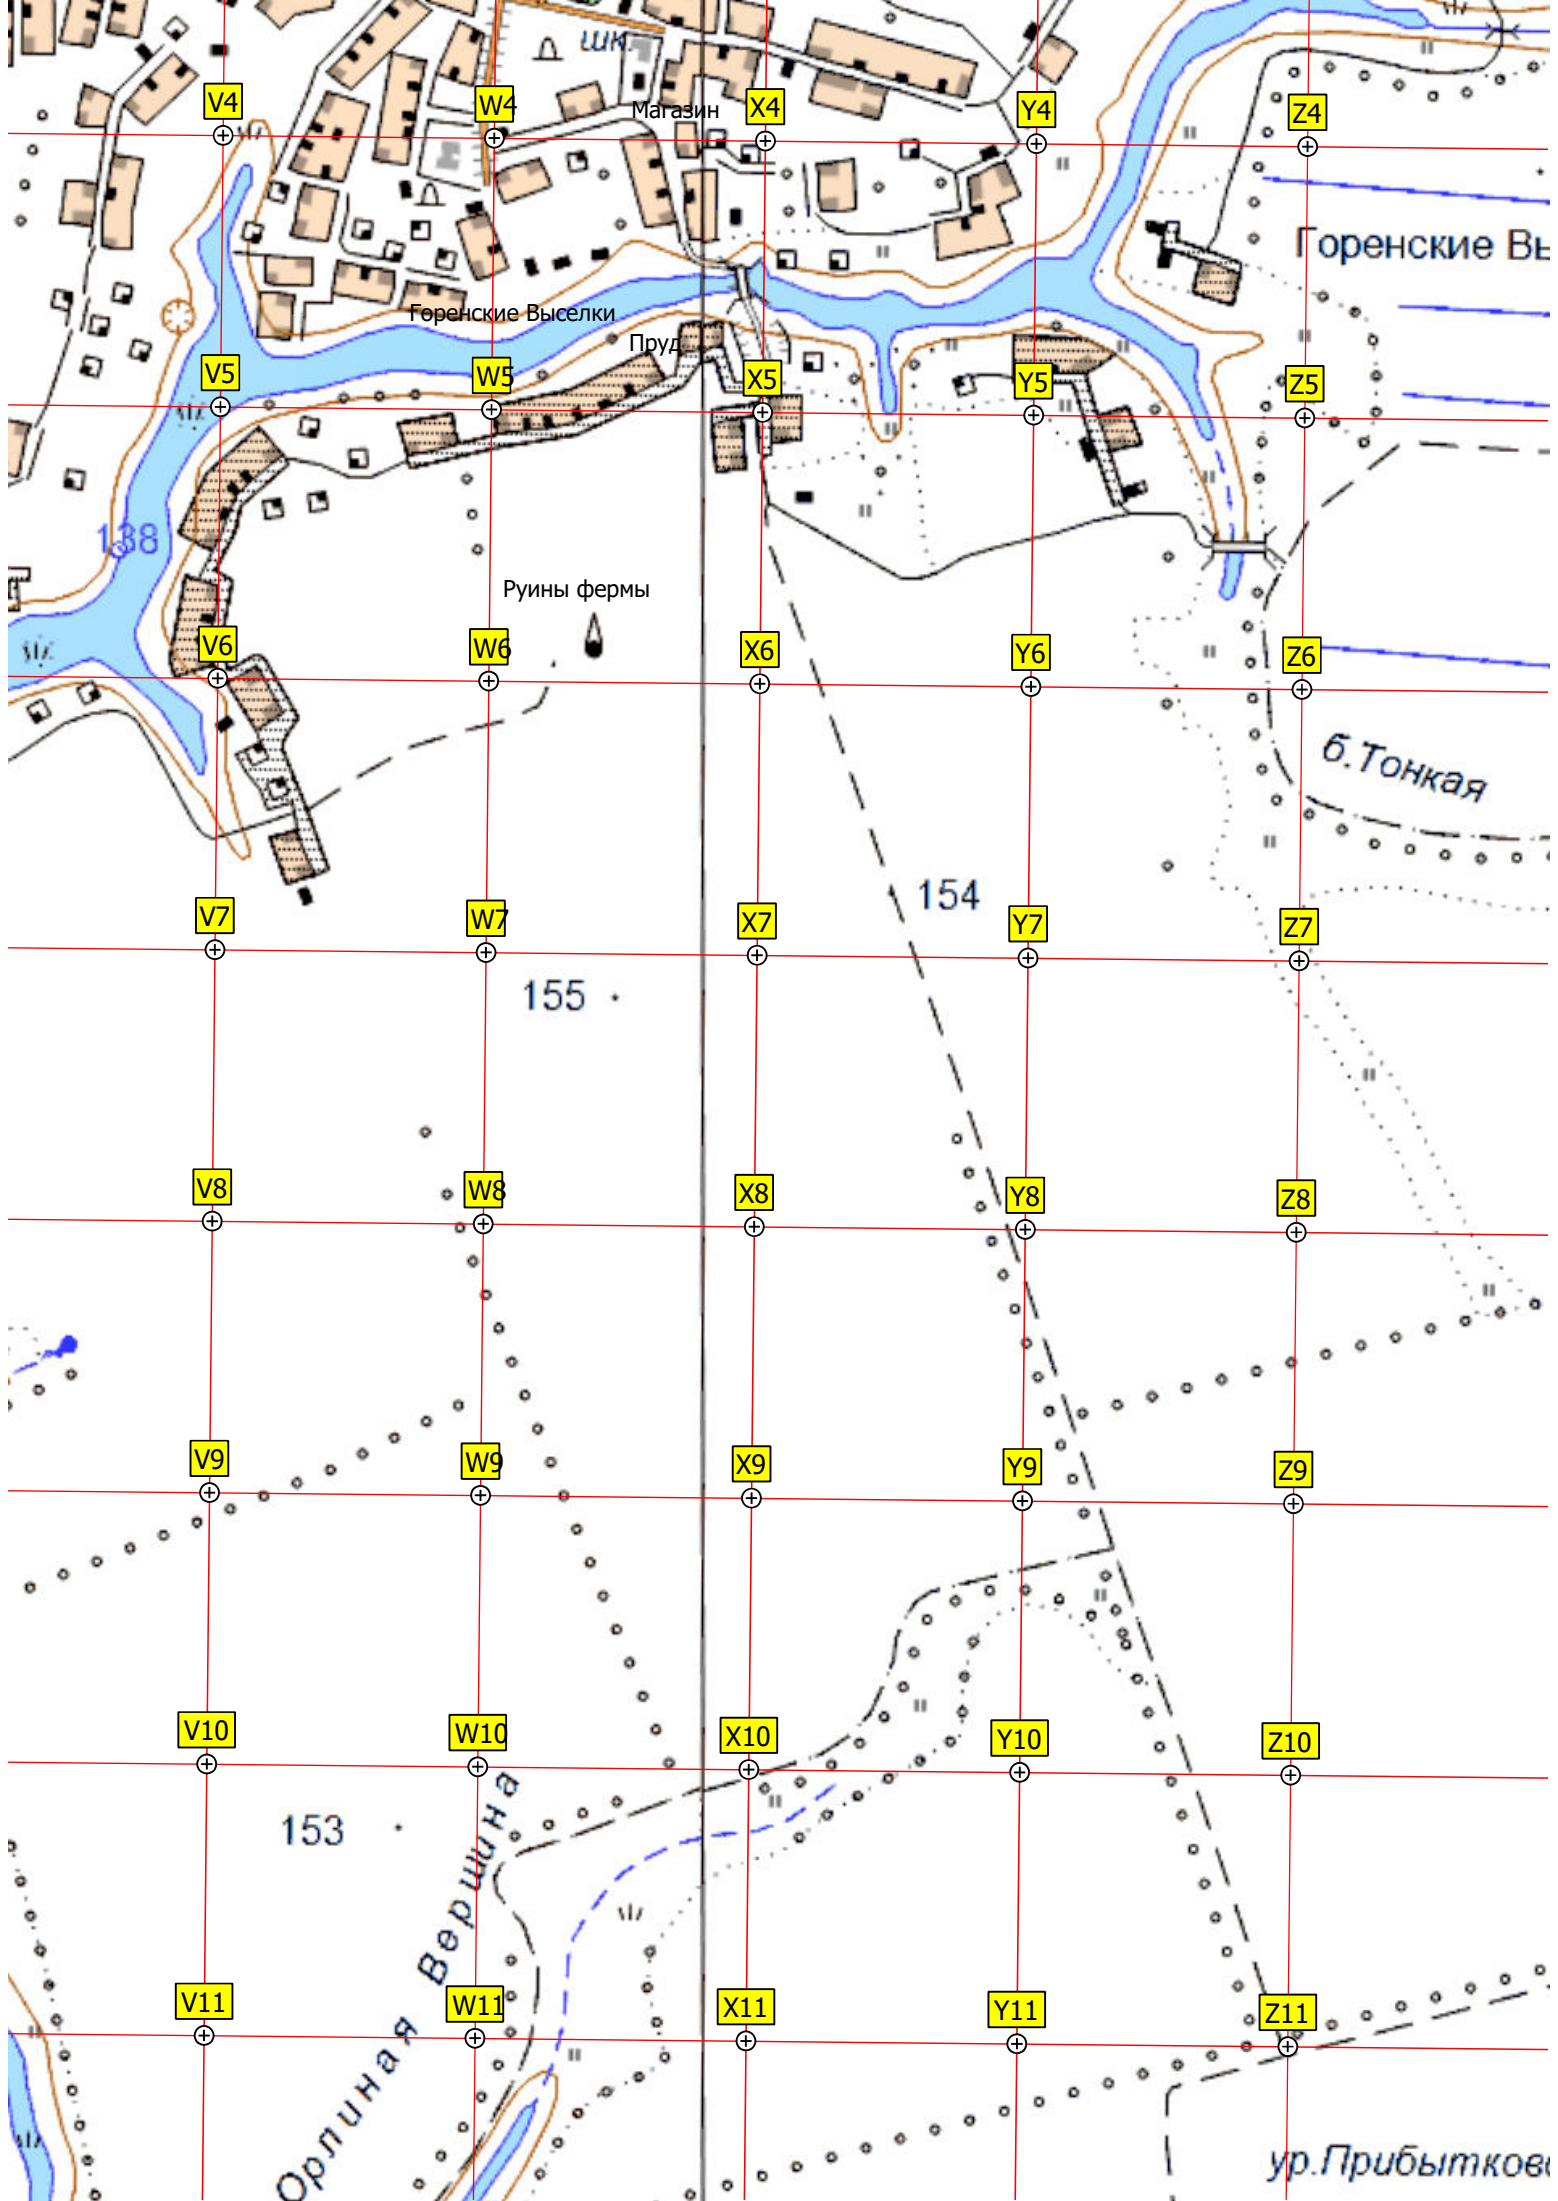 шк.
V4
W4
Магазин
X4
Y4
Z4
Горенские Вы
Горенские Выселки
Пруд
V5
W5
X5
Y5
Z5
138
Руины фермы
V6
W6
X6
Y6
Z6
б.Тонкая
154
V7
W7
X7
Y7
Z7
155
V8
W8
X8
Y8
Z8
V9
W9
X9
Y9
Z9
V10
W10
X10
Y10
Z10
153
Орлиная Вершина
V11
W11
X11
Y11
Z11
ур.Прибытково